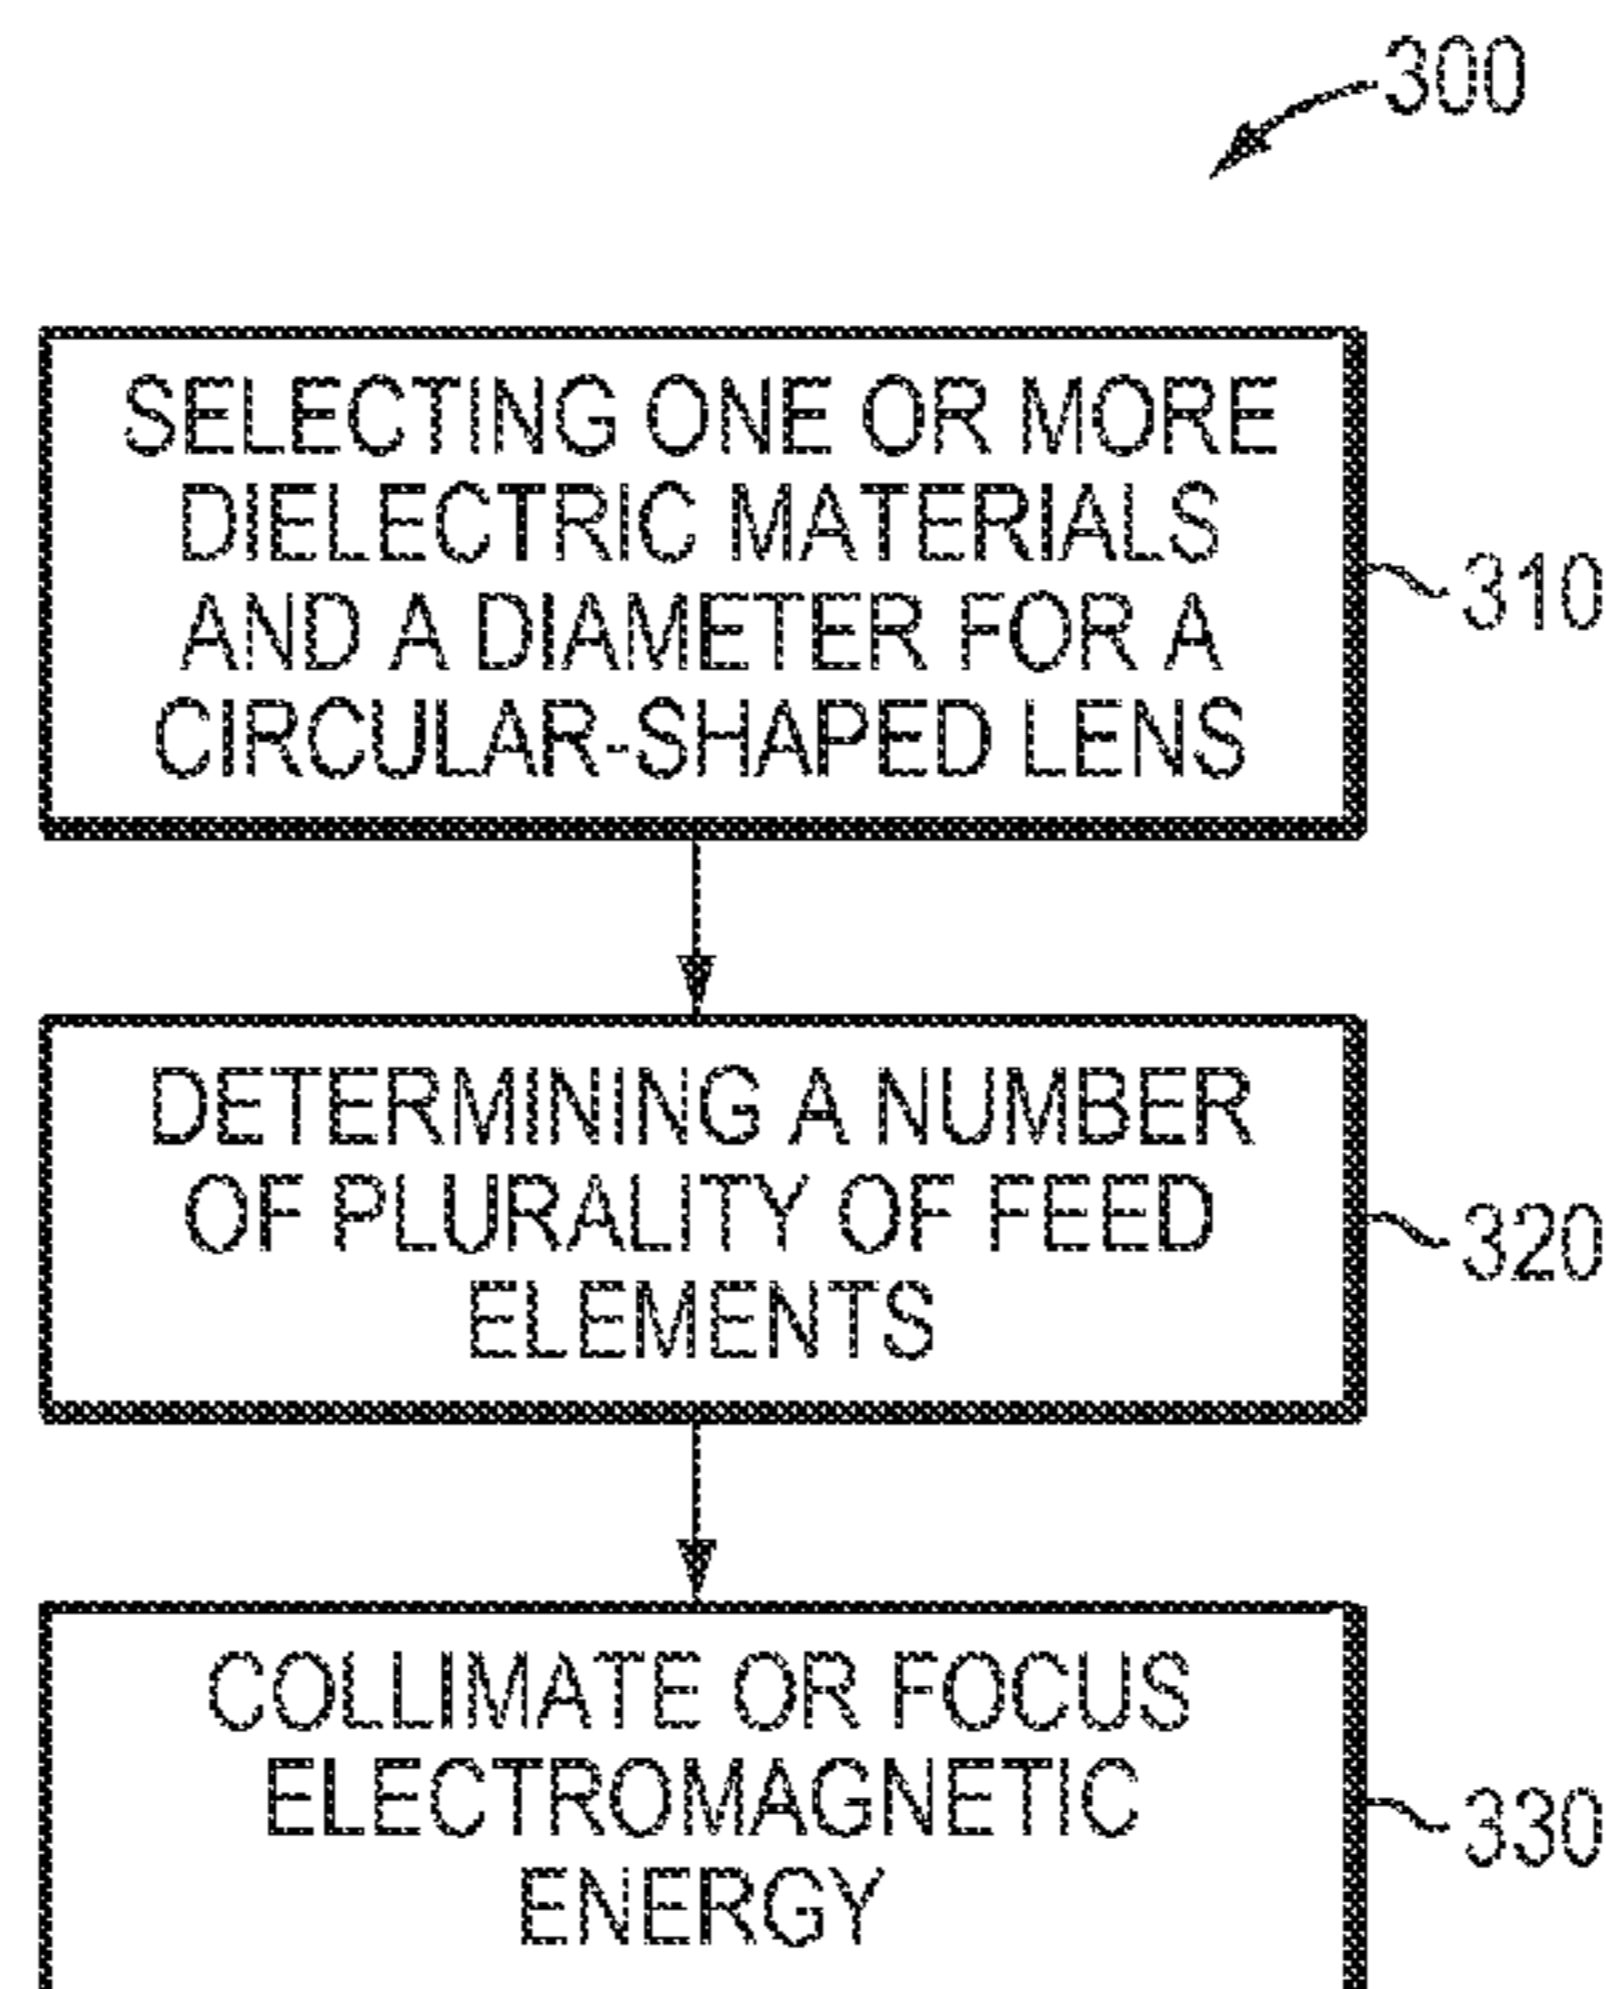 300
SELECTING ONE OR MORE
DIELECTRIC MATERIALS
AND A DIAMETER FOR A
CIRCULAR-SHAPED LENS
310
DETERMINING A NUMBER
OF PLURALITY OF FEED
ELEMENTS
320
COLLIMATE OR FOCUS
ELECTROMAGNETIC
ENERGY
330